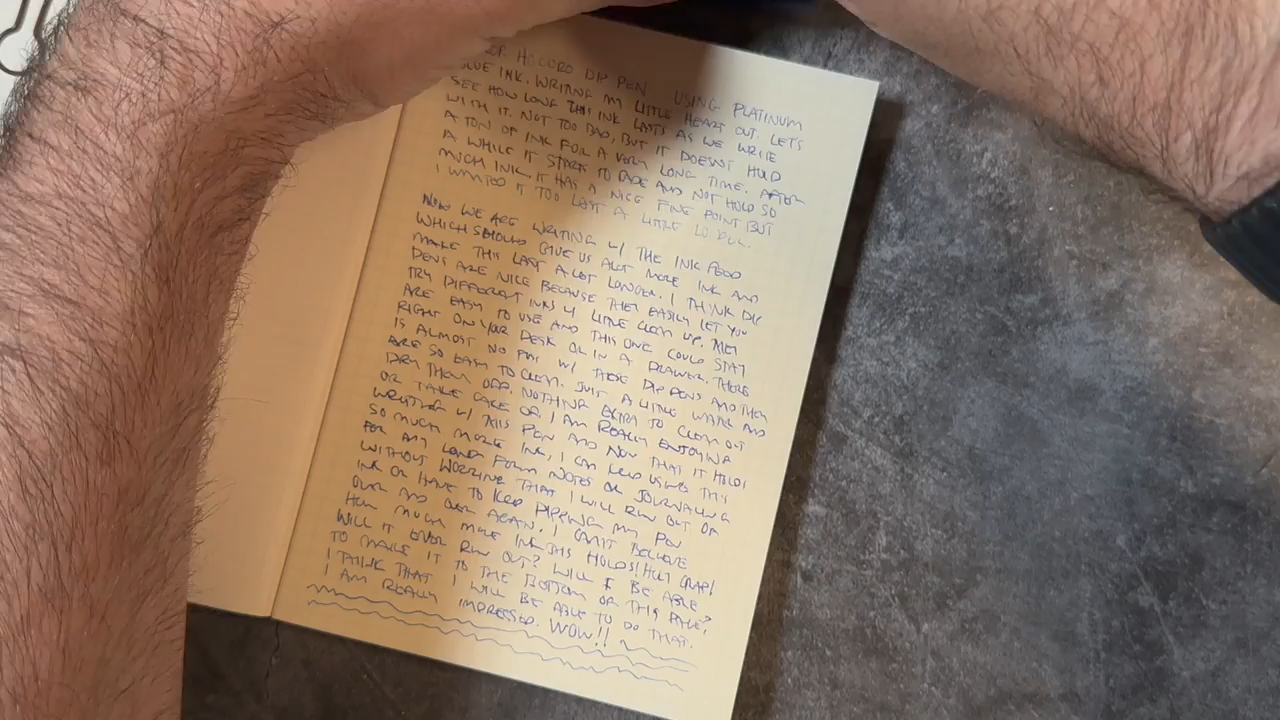 HOCORO DIP PEN USING PLATINUM
BLUE INK. WRITING MY LITTLE HEART OUT. LET'S
SEE HOW LONG THIS INK LASTS AS WE WRITE
WITH IT. NOT TOO BAD, BUT IT DOESN'T HOLD
A TON OF INK FOR A VERY LONG TIME. AFTER
A WHILE IT STARTS TO FADE AND NOT HOLD SO
MUCH INK. IT HAS A NICE FINE POINT BUT
I WANTED IT TOO LAST A LITTLE
NOW WE ARE WRITING W/ THE INK FEED
WHICH SHOULD GIVE US ALOT MORE INK AND
MAKE THIS LAST A LOT LONGER. I THINK DIP
PENS ARE NICE BECAUSE THEY EASILY LET YOU
TRY DIFFERENT INKS W/ LITTLE CLEAN UP. THEY
ARE EASY TO USE AND THIS ONE COULD STAY
RIGHT ON YOUR DESK OR IN A DRAWER. THERE
IS ALMOST NO W/ THESE DIP PENS AND THEY
ARE SO EASY TO CLEAN. JUST A LITTLE WATER AND
DRY THEM OFF. NOTHING EXTRA TO CLEAN OUT
OR TAKE CARE OF. I AM REALLY ENJOYING
WRITING W/ THIS PEN AND NOW THAT IT HOLDS
SO MUCH MORE INK, I CAN KEEP USING THIS
FOR ANY LONG FORM NOTES OR JOURNALING
WITHOUT WORRYING THAT I WILL RUN OUT OF
INK OR HAVE TO KEEP DIPPING MY PEN
OVER AND OVER AGAIN. I CAN'T BELIEVE
HOW MUCH MORE INK THIS HOLDS! HOLY CRAP!
WILL IT EVER RUN OUT? WILL I BE ABLE
TO MAKE IT TO THE BOTTOM OF THIS PAGE?
I THINK THAT I WILL BE ABLE TO DO THAT.
I AM REALLY IMPRESSED. WOW!!